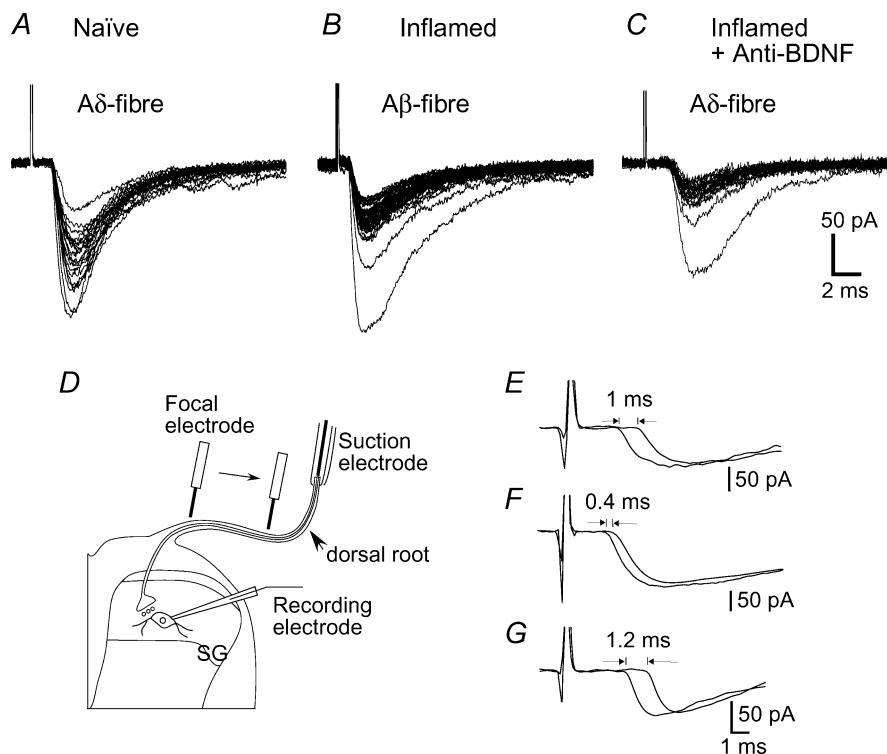 A Naïve
Aδ-fibre
B Inflamed
Aβ-fibre
C Inflamed
+ Anti-BDNF
Aδ-fibre
50 pA
2 ms
D
Focal
electrode
Suction
electrode
dorsal root
Recording
electrode
SG
E
1 ms
50 pA
F
0.4 ms
50 pA
G
1.2 ms
50 pA
1 ms